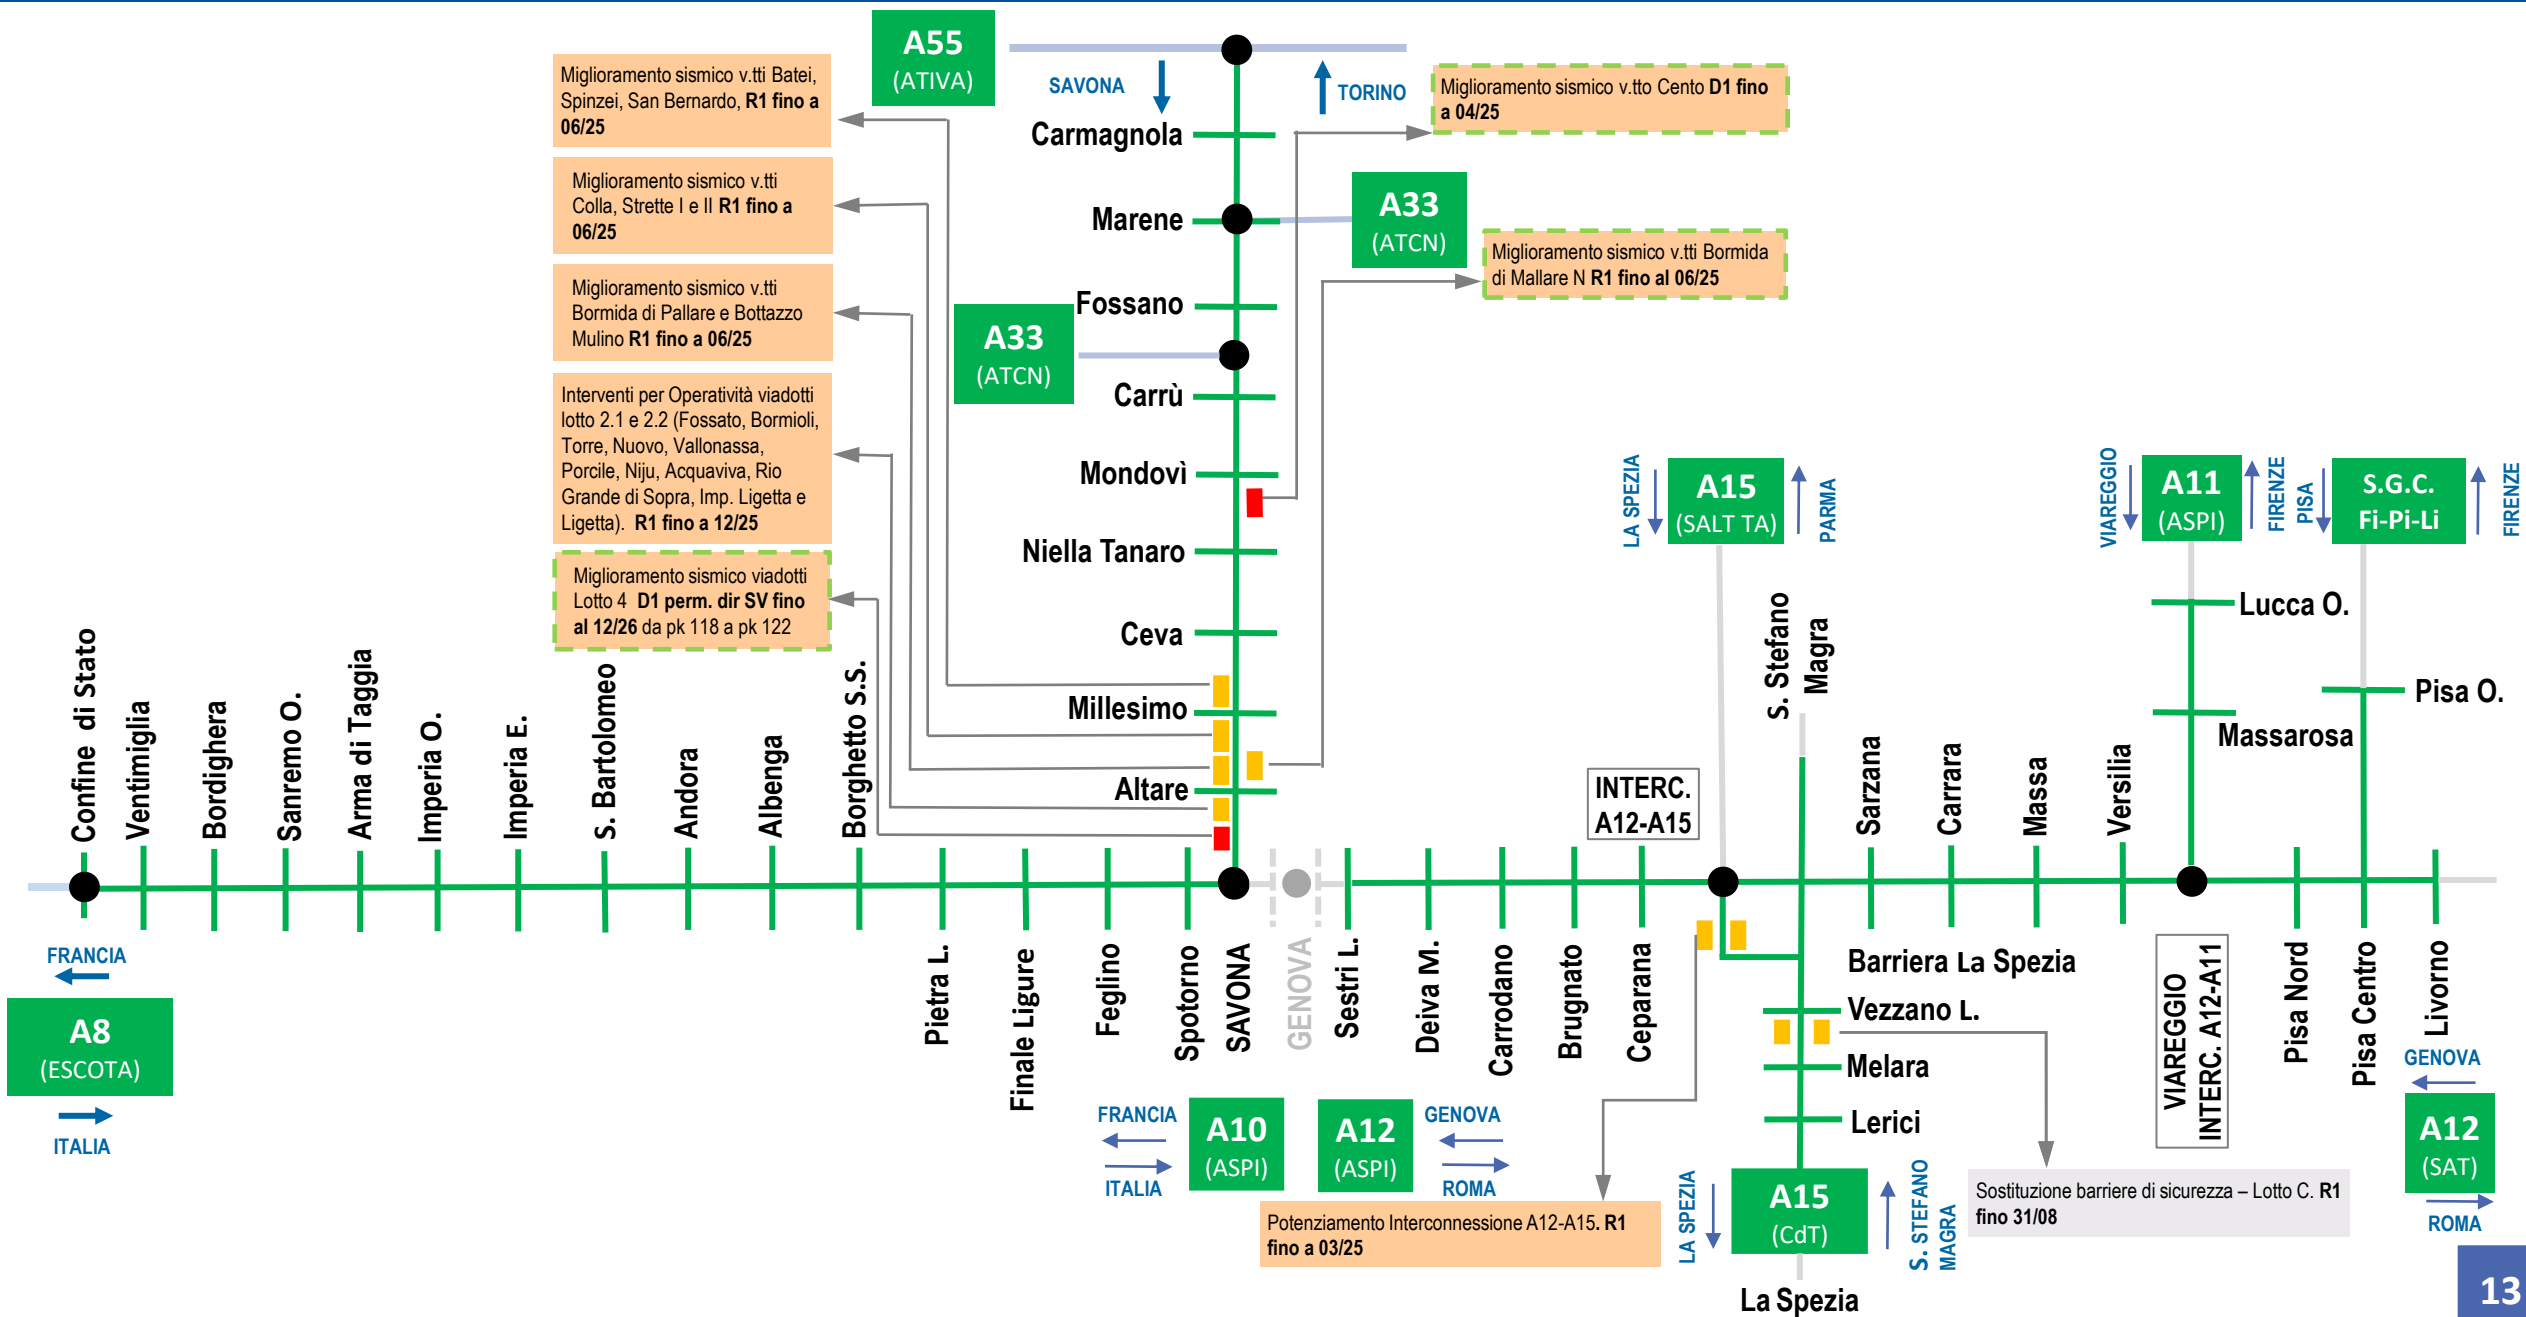 A55
(ATIVA)
SAVONA
TORINO
Miglioramento sismico v.tti Batei,
Spinzei, San Bernardo, R1 fino a
06/25
Miglioramento sismico v.tti
Colla, Strette I e II R1 fino a
06/25
Miglioramento sismico v.tti
Bormida di Pallare e Bottazzo
Mulino R1 fino a 06/25
Interventi per Operatività viadotti
lotto 2.1 e 2.2 (Fossato, Bormioli,
Torre, Nuovo, Vallonassa,
Porcile, Niju, Acquaviva, Rio
Grande di Sopra, Imp. Ligetta e
Ligetta). R1 fino a 12/25
Miglioramento sismico viadotti
Lotto 4 D1 perm. dir SV fino
al 12/26 da pk 118 a pk 122
Miglioramento sismico v.tto Cento D1 fino
a 04/25
A33
(ATCN)
Miglioramento sismico v.tti Bormida
di Mallare N R1 fino al 06/25
A33
(ATCN)
Carmagnola
Marene
Fossano
Carrù
Mondovì
Niella Tanaro
Ceva
Millesimo
Altare
LA SPEZIA
A15
(SALT TA)
PARMA
VIAREGGIO
A11
(ASPI)
FIRENZE
PISA
S.G.C.
Fi-Pi-Li
FIRENZE
Lucca O.
Massarosa
Pisa O.
Confine di Stato
Ventimiglia
Bordighera
Sanremo O.
Arma di Taggia
Imperia O.
Imperia E.
S. Bartolomeo
Andora
Albenga
Borghetto S.S.
Pietra L.
Finale Ligure
Feglino
Spotorno
SAVONA
GENOVA
Sestri L.
Deiva M.
Carrodano
Brugnato
Ceparana
INTERC.
A12-A15
S. Stefano
Magra
Sarzana
Carrara
Massa
Versilia
VIAREGGIO
INTERC. A12-A11
Pisa Nord
Pisa Centro
Livorno
Barriera La Spezia
Vezzano L.
Melara
Lerici
FRANCIA
A8
(ESCOTA)
ITALIA
FRANCIA
ITALIA
A10
(ASPI)
A12
(ASPI)
GENOVA
ROMA
Potenziamento Interconnessione A12-A15. R1
fino a 03/25
LA SPEZIA
A15
(CdT)
S. STEFANO
MAGRA
La Spezia
Sostituzione barriere di sicurezza – Lotto C. R1
fino 31/08
GENOVA
A12
(SAT)
ROMA
13